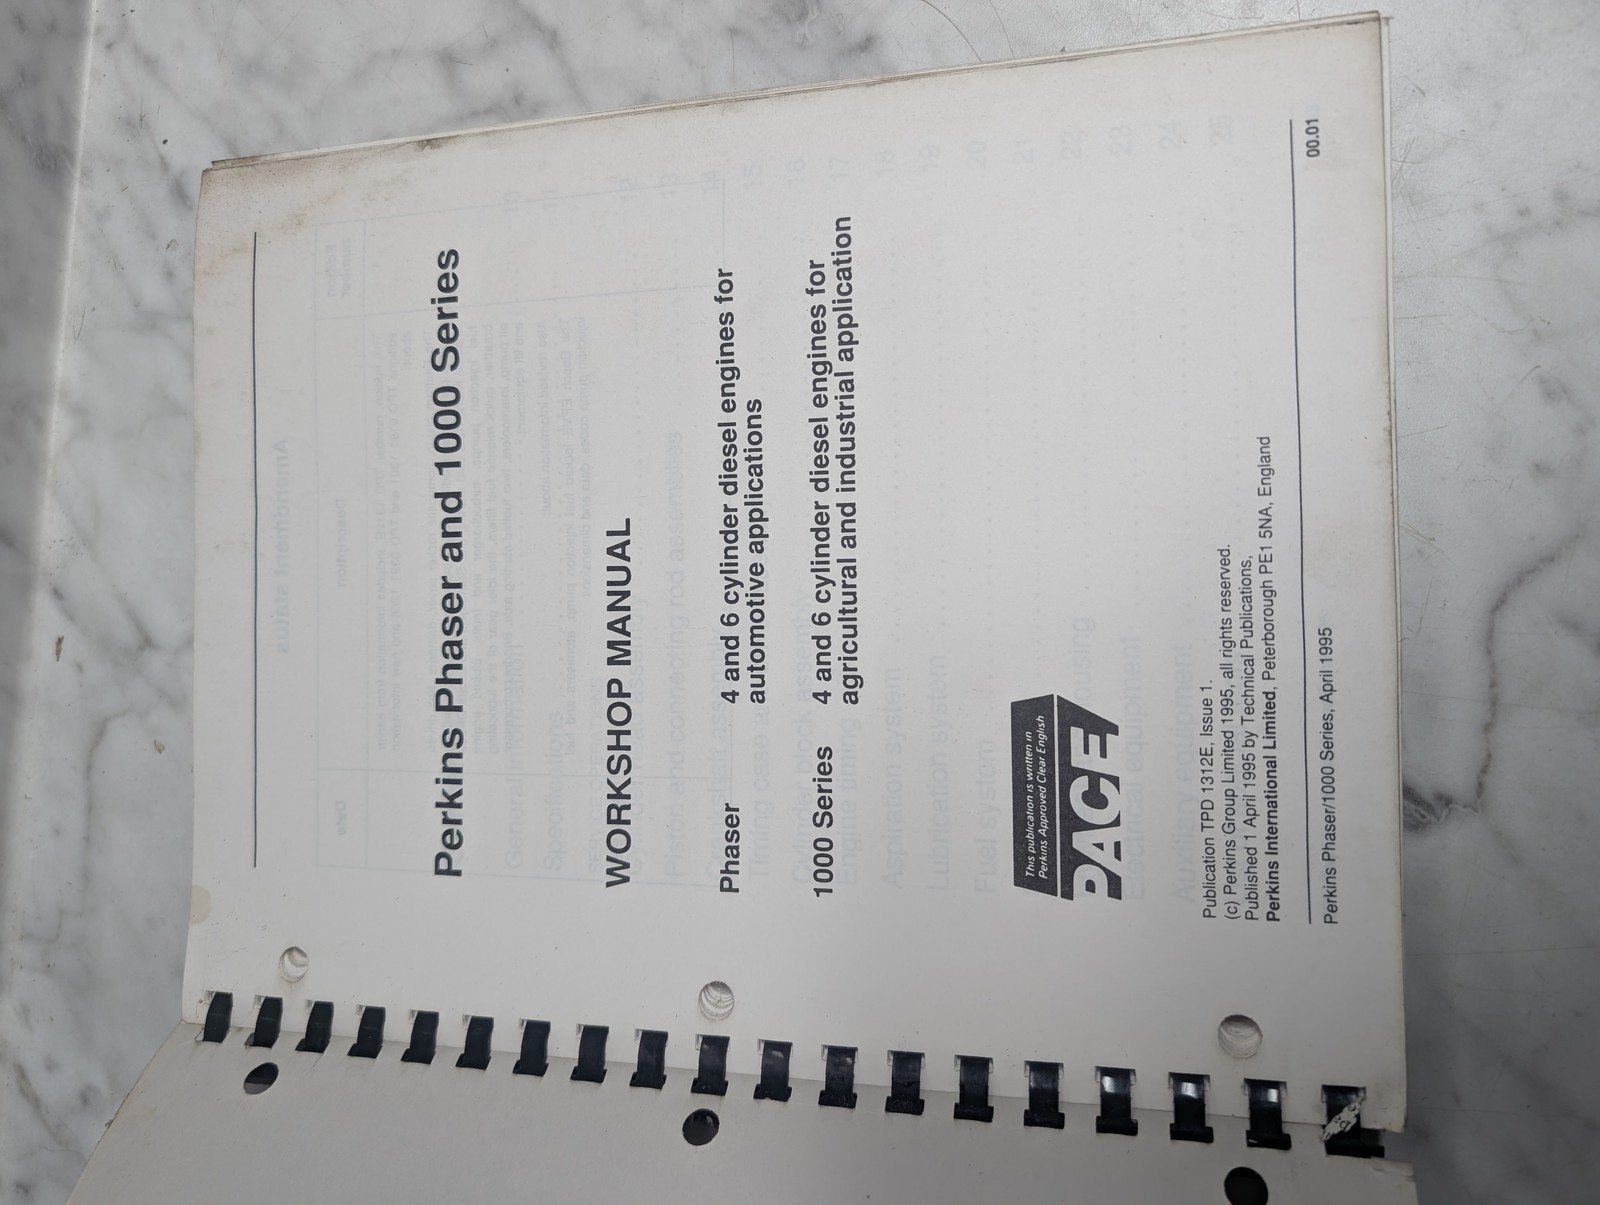 Perkins Phaser and 1000 Series
WORKSHOP MANUAL
Phaser 4 and 6 cylinder diesel engines for
automotive applications
1000 Series 4 and 6 cylinder diesel engines for
agricultural and industrial application
This publication is written in
Perkins Approved Clear English
PACE
Publication TPD 1312E, Issue 1.
(c) Perkins Group Limited 1995, all rights reserved.
Published 1 April 1995 by Technical Publications,
Perkins International Limited, Peterborough PE1 5NA, England
Perkins Phaser/1000 Series, April 1995 00.01